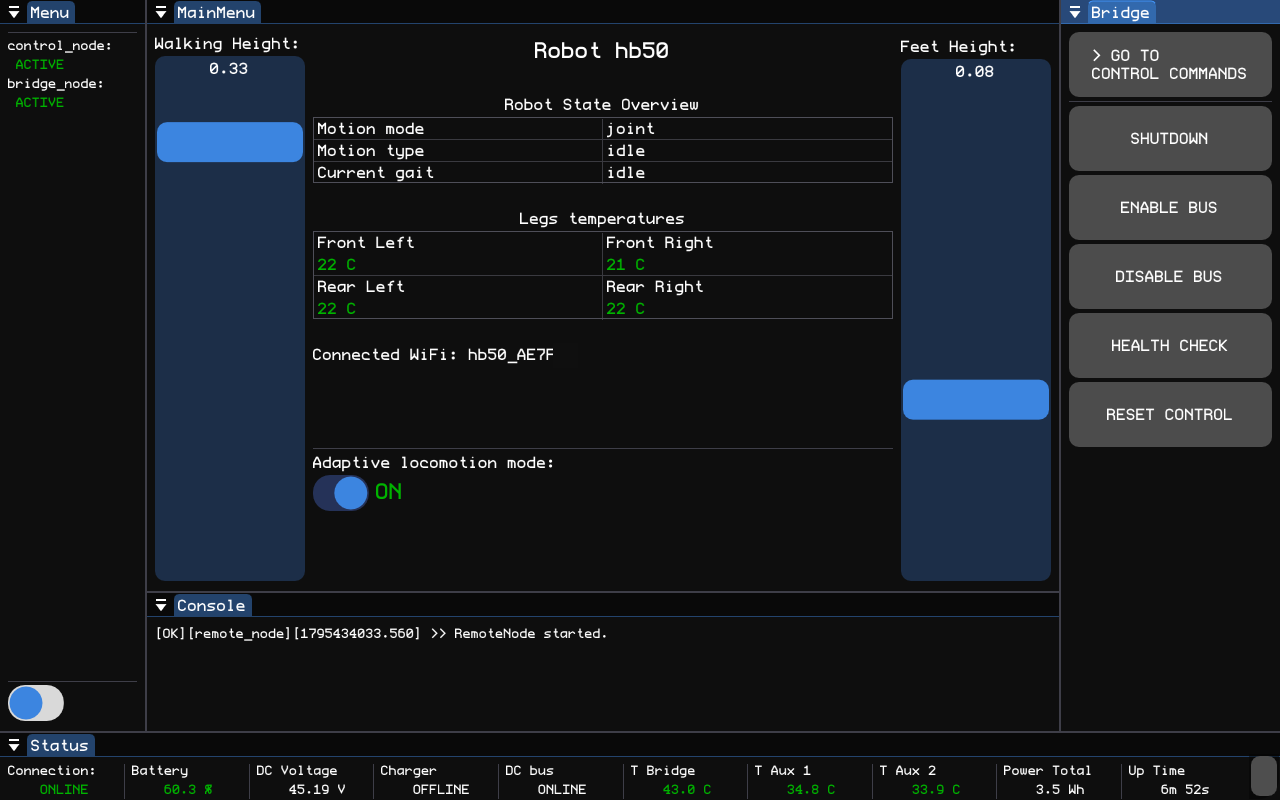 Menu
control_node:
ACTIVE
bridge_node:
ACTIVE
MainMenu
Walking Height:
0.33
Robot hb50
Robot State Overview
Motion mode joint
Motion type idle
Current gait idle
Legs temperatures
Front Left Front Right
22 C 21 C
Rear Left Rear Right
22 C 22 C
Connected WiFi: hb50_AE7F
Adaptive locomotion mode:
ON
Feet Height:
0.08
Bridge
> GO TO
CONTROL COMMANDS
SHUTDOWN
ENABLE BUS
DISABLE BUS
HEALTH CHECK
RESET CONTROL
Console
[OK][remote_node][1795434033.560] >> RemoteNode started.
Status
Connection: Battery DC Voltage Charger DC bus T Bridge T Aux 1 T Aux 2 Power Total Up Time
ONLINE 60.3 % 45.19 V OFFLINE ONLINE 43.0 C 34.8 C 33.9 C 3.5 Wh 6m 52s